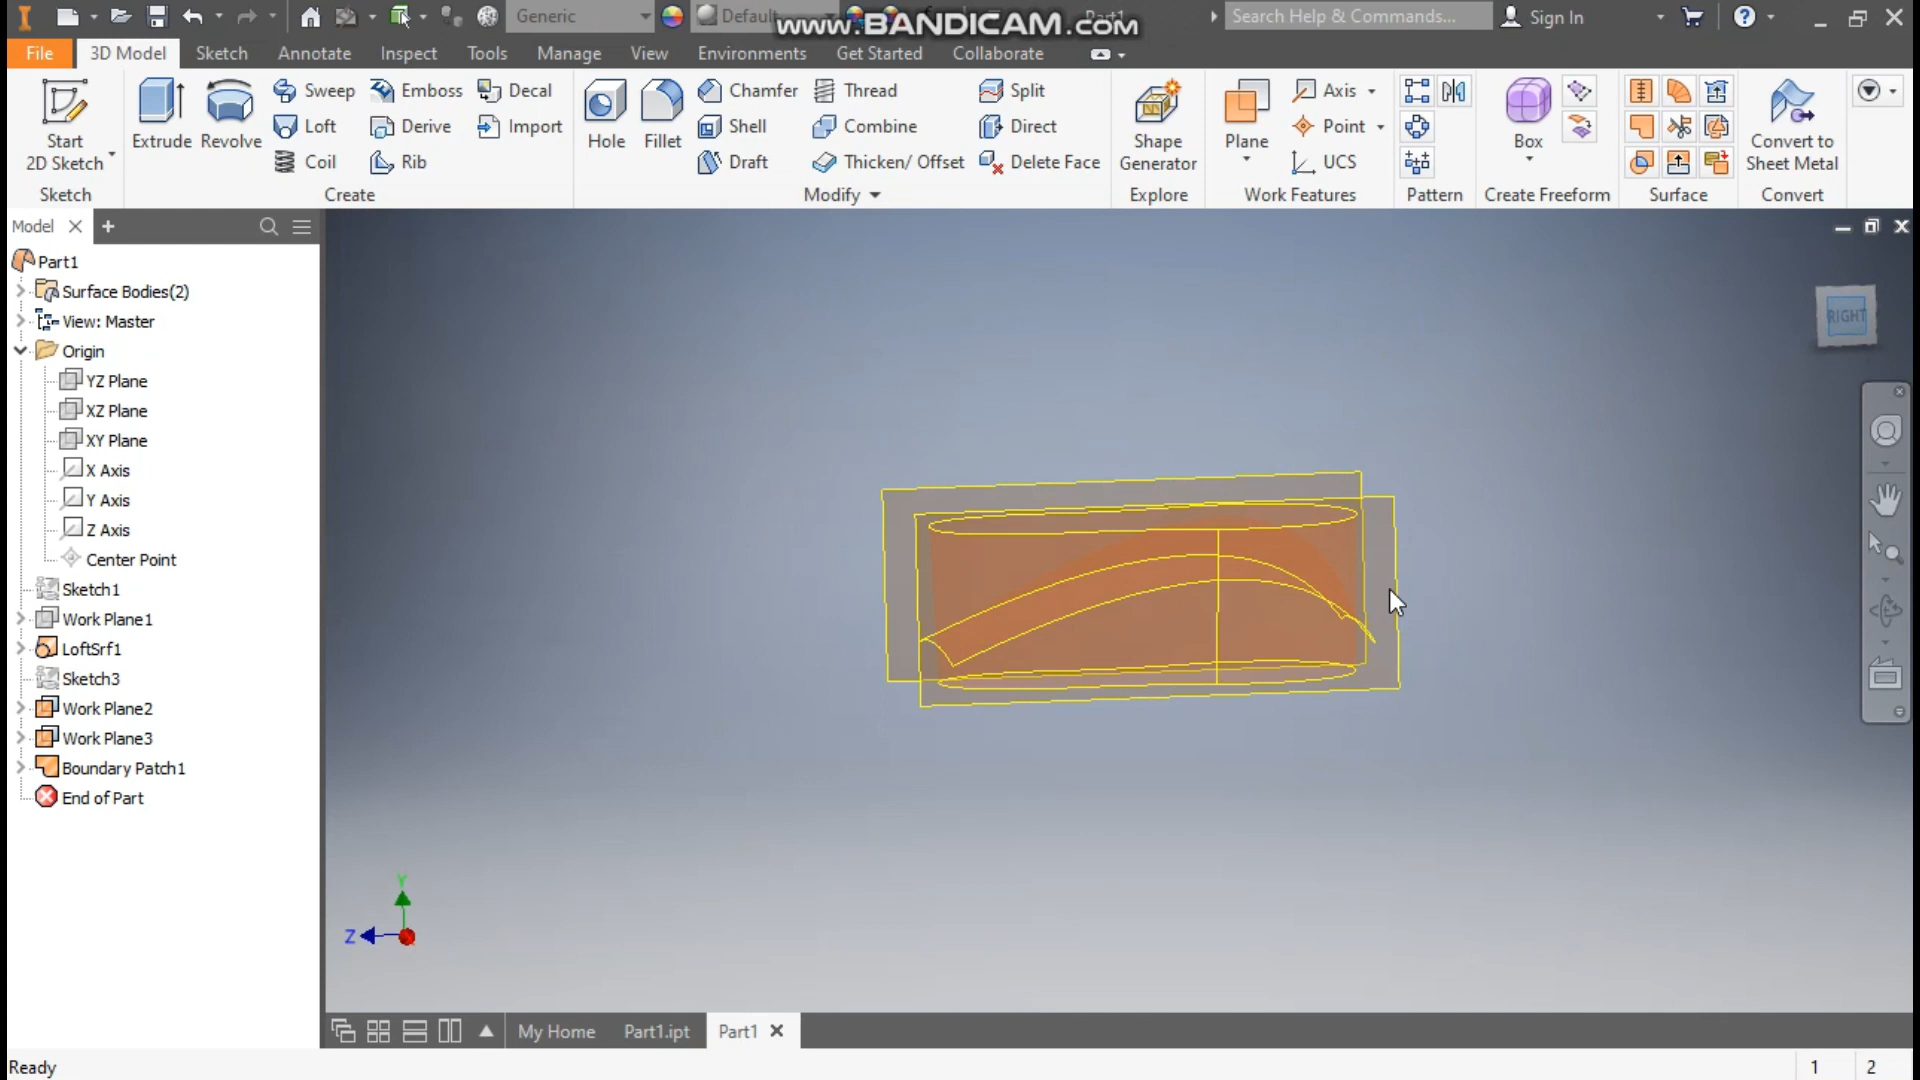 Generic
Default
Part1
www.BANDICAM.com
Search Help & Commands...
Sign In
File
3D Model
Sketch
Annotate
Inspect
Tools
Manage
View
Environments
Get Started
Collaborate
Start
2D Sketch
Sketch
Extrude
Revolve
Sweep
Loft
Coil
Emboss
Derive
Rib
Decal
Import
Create
Hole
Fillet
Chamfer
Shell
Draft
Thread
Combine
Thicken/ Offset
Split
Direct
Delete Face
Modify
Shape
Generator
Explore
Plane
Axis
Point
UCS
Work Features
Pattern
Box
Create Freeform
Surface
Convert to
Sheet Metal
Convert
Model
Part1
Surface Bodies(2)
View: Master
Origin
YZ Plane
XZ Plane
XY Plane
X Axis
Y Axis
Z Axis
Center Point
Sketch1
Work Plane1
LoftSrf1
Sketch3
Work Plane2
Work Plane3
Boundary Patch1
End of Part
RIGHT
Y
Z
My Home
Part1.ipt
Part1
Ready
1
2